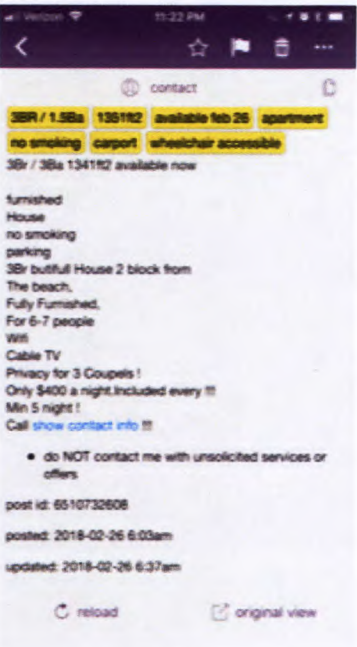 Verizon 11:22 PM
contact
3BR / 1.5Ba 1351ft2 available feb 26 apartment
no smoking carport wheelchair accessible
3Br / 3Ba 1341ft2 available now
furnished
House
no smoking
parking
3Br butifull House 2 block from
The beach,
Fully Furnished,
For 6-7 people
Wifi
Cable TV
Privacy for 3 Coupels !
Only $400 a night.Included every !!!
Min 5 night !
Call show contact info !!!
• do NOT contact me with unsolicited services or
offers
post id: 6510732608
posted: 2018-02-26 6:03am
updated: 2018-02-26 6:37am
reload original view